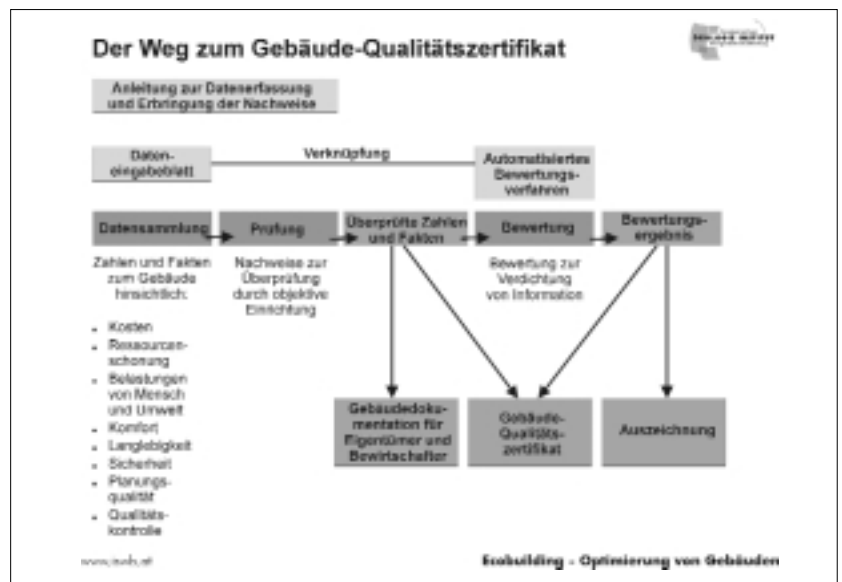 Der Weg zum Gebäude-Qualitätszertifikat
Anleitung zur Datenerfassung
und Erbringung der Nachweise
Daten-
eingabeblatt
Verknüpfung
Automatisiertes
Bewertungs-
verfahren
Datensammlung
Prüfung
Überprüfte Zahlen
und Fakten
Bewertung
Bewertungs-
ergebnis
Zahlen und Fakten
zum Gebäude
hinsichtlich:
Nachweise zur
Überprüfung
durch objektive
Einrichtung
Bewertung zur
Verdichtung
von Information
Kosten
Ressourcen-
schonung
Belastungen
von Mensch
und Umwelt
Komfort
Langlebigkeit
Sicherheit
Planungs-
qualität
Qualitäts-
kontrolle
Gebäudedoku-
mentation für
Eigentümer und
Bewirtschafter
Gebäude-
Qualitäts-
zertifikat
Auszeichnung
Ecobuilding - Optimierung von Gebäuden